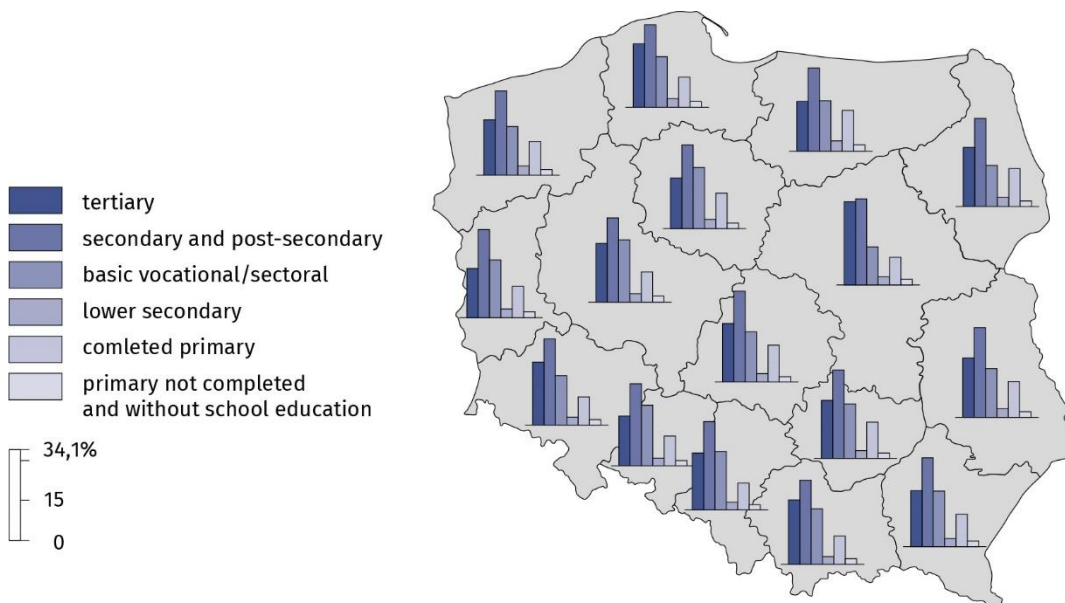 tertiary
secondary and post-secondary
basic vocational/sectoral
lower secondary
comleted primary
primary not completed
and without school education
34,1%
15
0